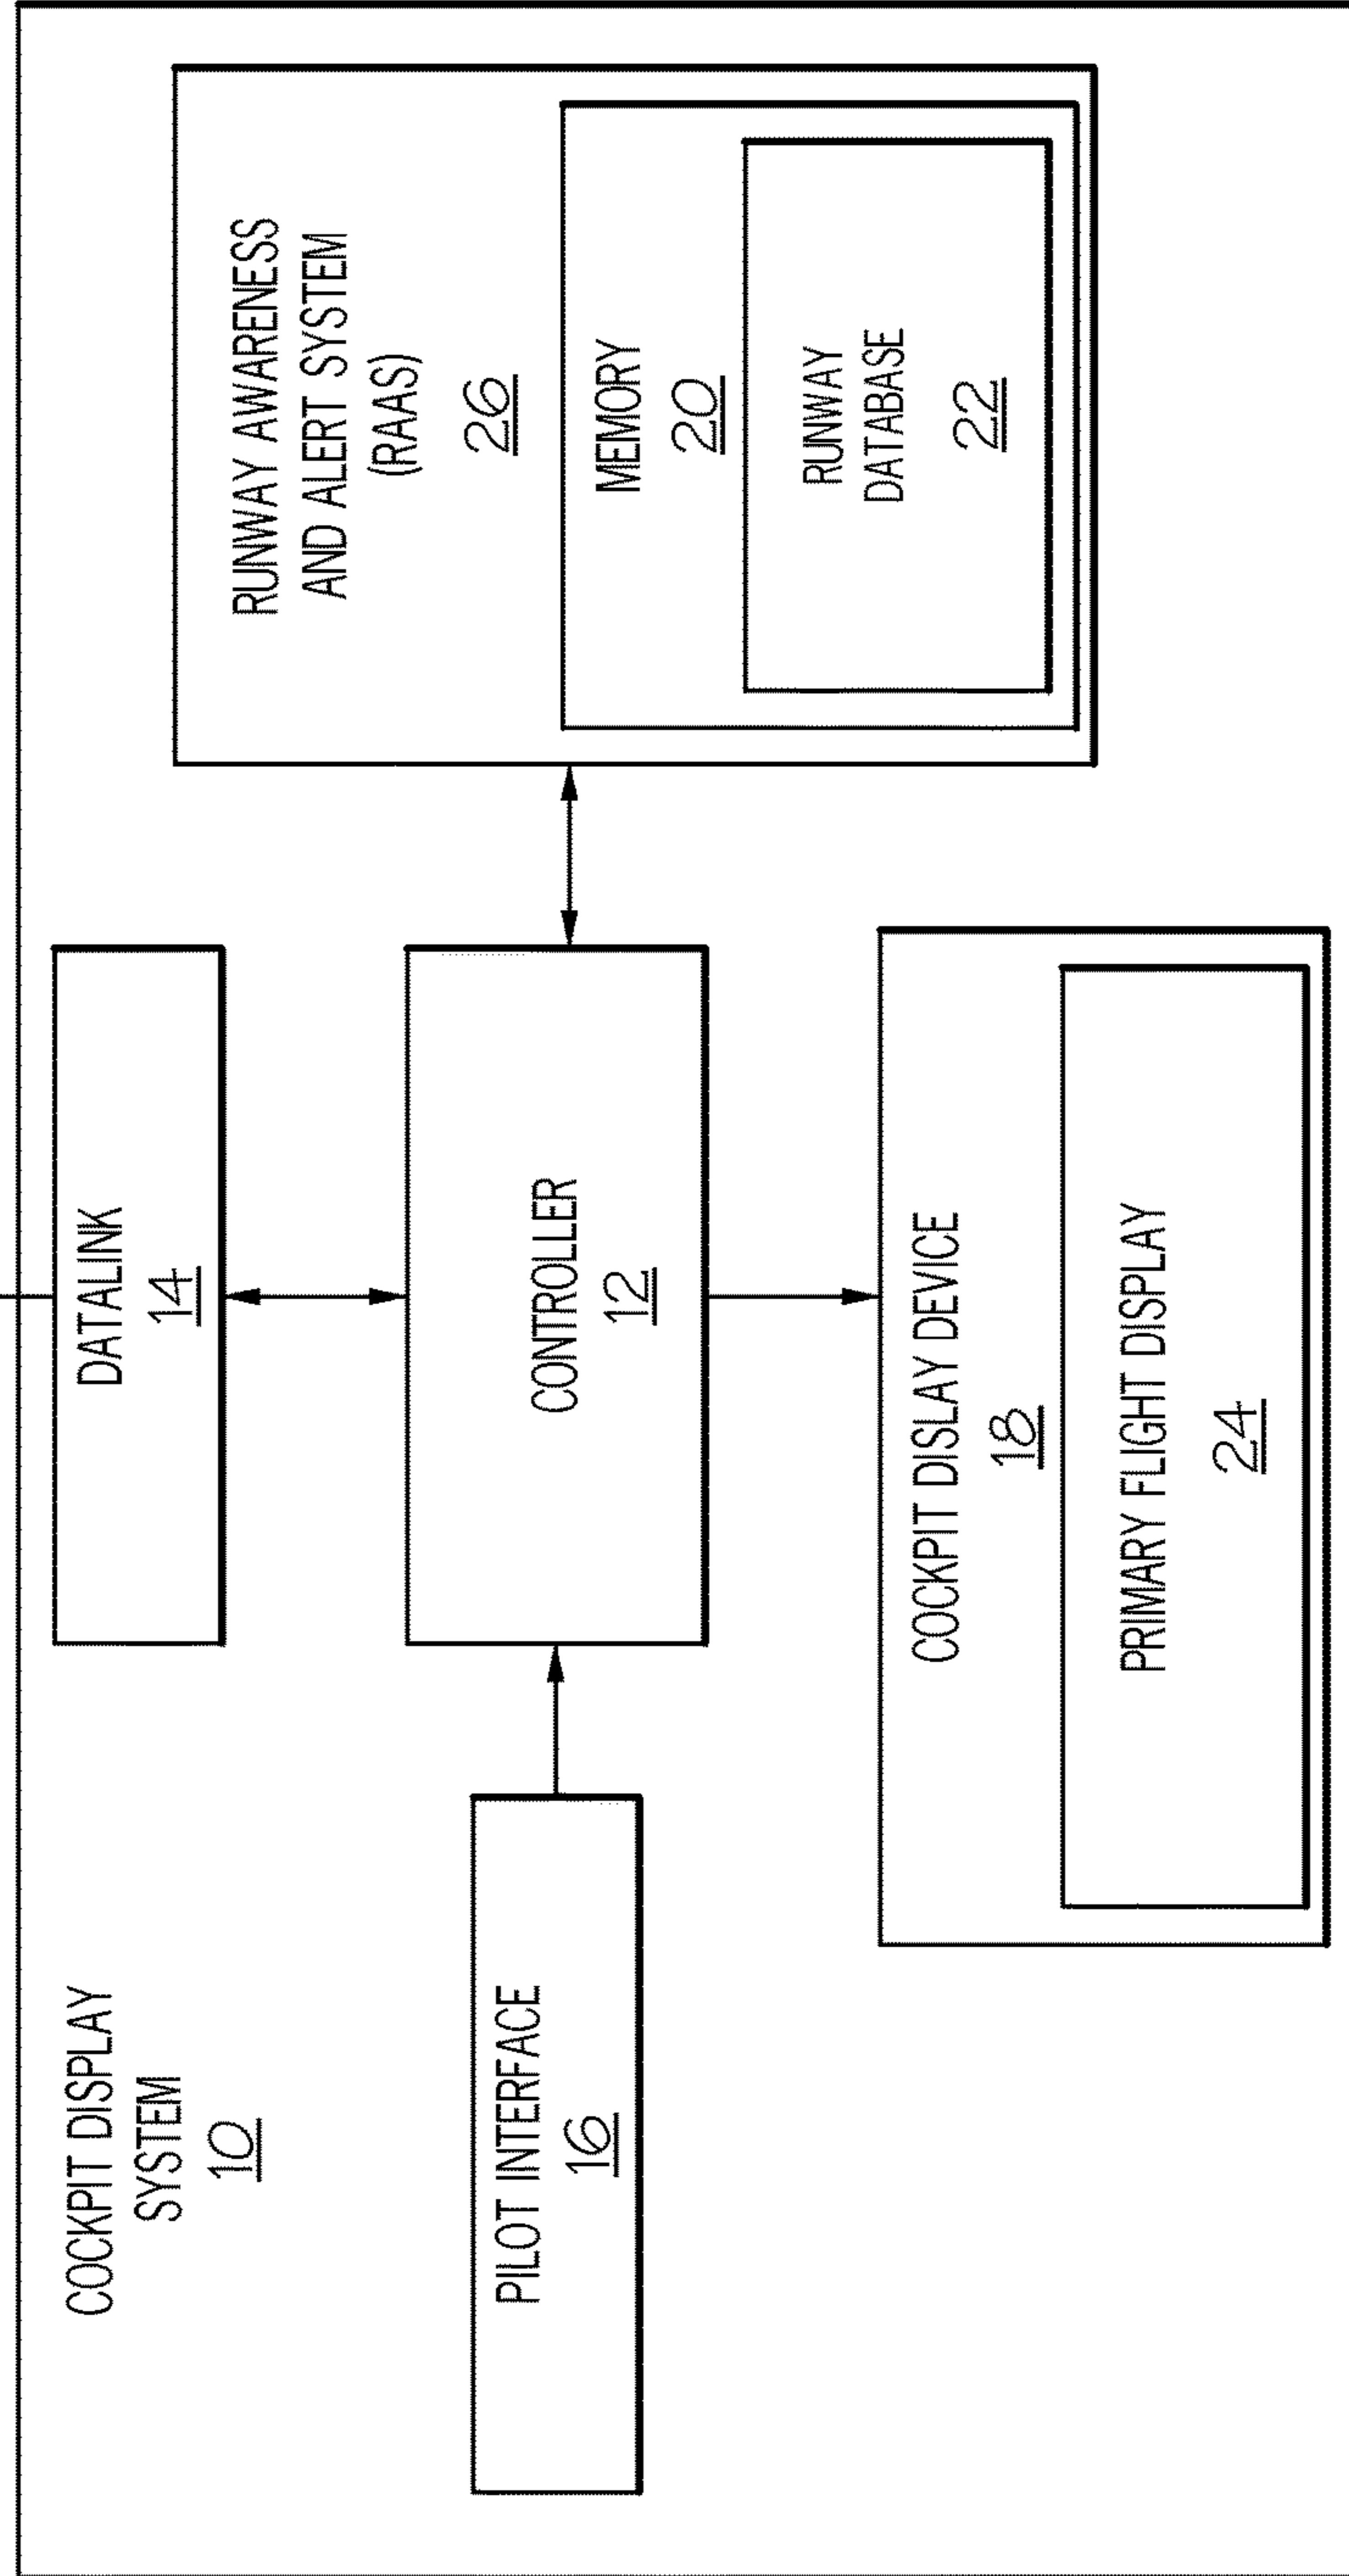 COCKPIT DISPLAY
SYSTEM
10
DATALINK
14
PILOT INTERFACE
16
CONTROLLER
12
RUNWAY AWARENESS
AND ALERT SYSTEM
(RAAS)
26
MEMORY
20
RUNWAY
DATABASE
22
COCKPIT DISLAY DEVICE
18
PRIMARY FLIGHT DISPLAY
24